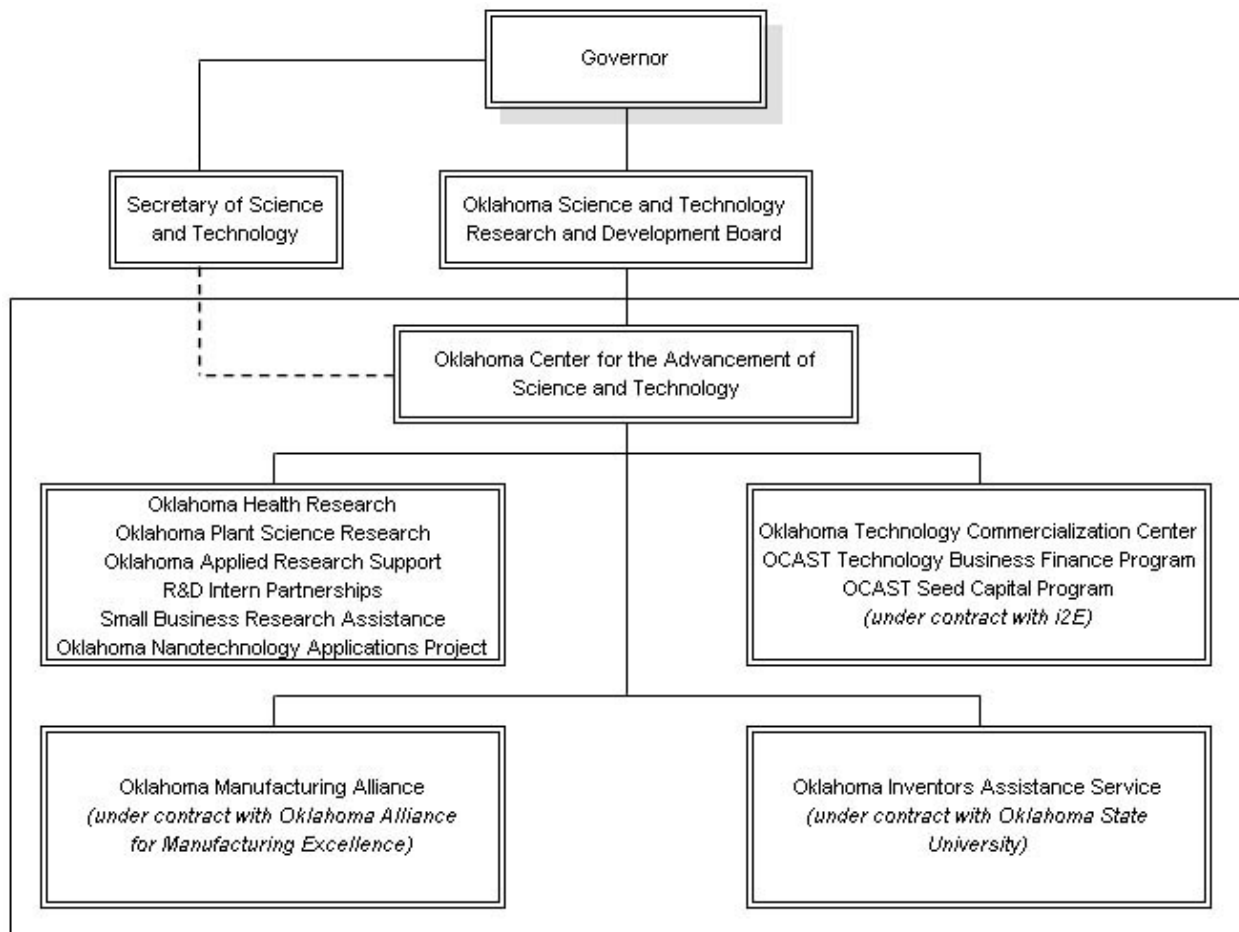 Governor
Secretary of Science
and Technology
Oklahoma Science and Technology
Research and Development Board
Oklahoma Center for the Advancement of
Science and Technology
Oklahoma Health Research
Oklahoma Plant Science Research
Oklahoma Applied Research Support
R&D Intern Partnerships
Small Business Research Assistance
Oklahoma Nanotechnology Applications Project
Oklahoma Technology Commercialization Center
OCAST Technology Business Finance Program
OCAST Seed Capital Program
(under contract with i2E)
Oklahoma Manufacturing Alliance
(under contract with Oklahoma Alliance
for Manufacturing Excellence)
Oklahoma Inventors Assistance Service
(under contract with Oklahoma State
University)